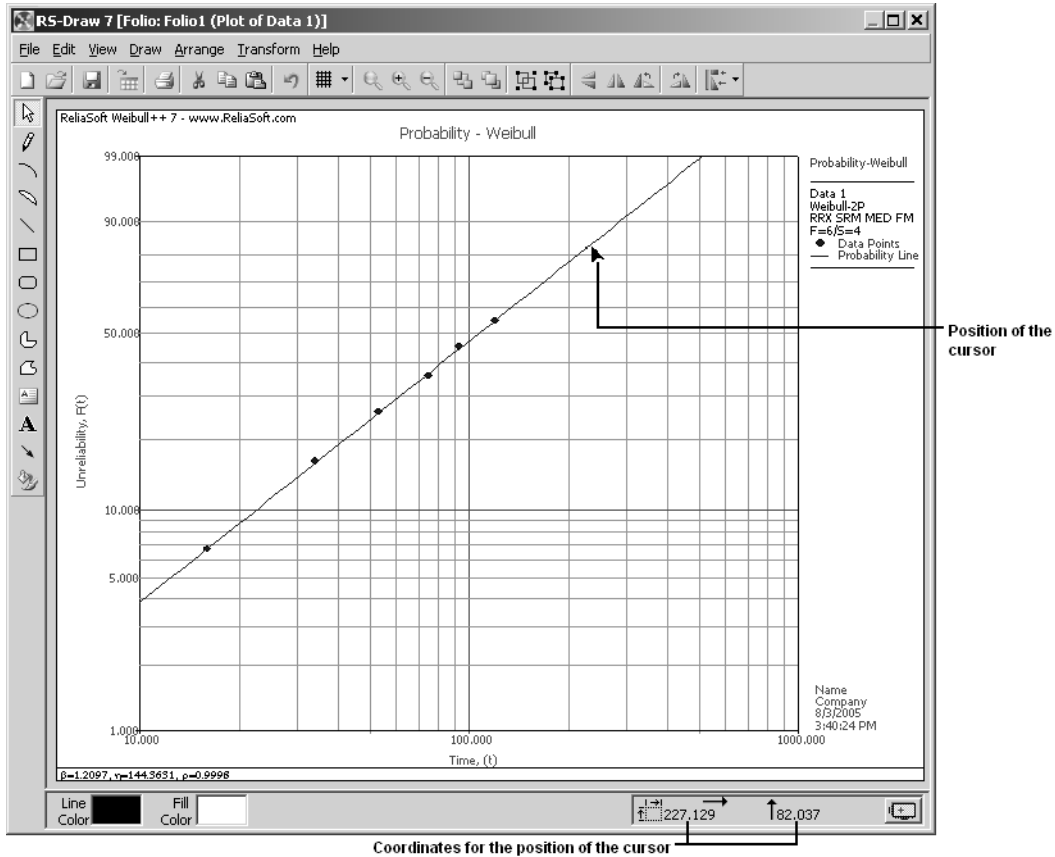 RS-Draw 7 [Folio: Folio1 (Plot of Data 1)]
File Edit View Draw Arrange Transform Help
ReliaSoft Weibull++ 7 - www.ReliaSoft.com
Probability - Weibull
99.000
90.000
50.000
10.000
5.000
1.000
Unreliability, F(t)
10.000
100.000
1000.000
Time, (t)
Probability-Weibull
Data 1
Weibull-2P
RRX SRM MED FM
F=6/S=4
Data Points
Probability Line
Position of the
cursor
Name
Company
8/3/2005
3:40:24 PM
β=1.2097, η=144.3631, ρ=0.9998
Line
Color
Fill
Color
227.129
82.037
Coordinates for the position of the cursor